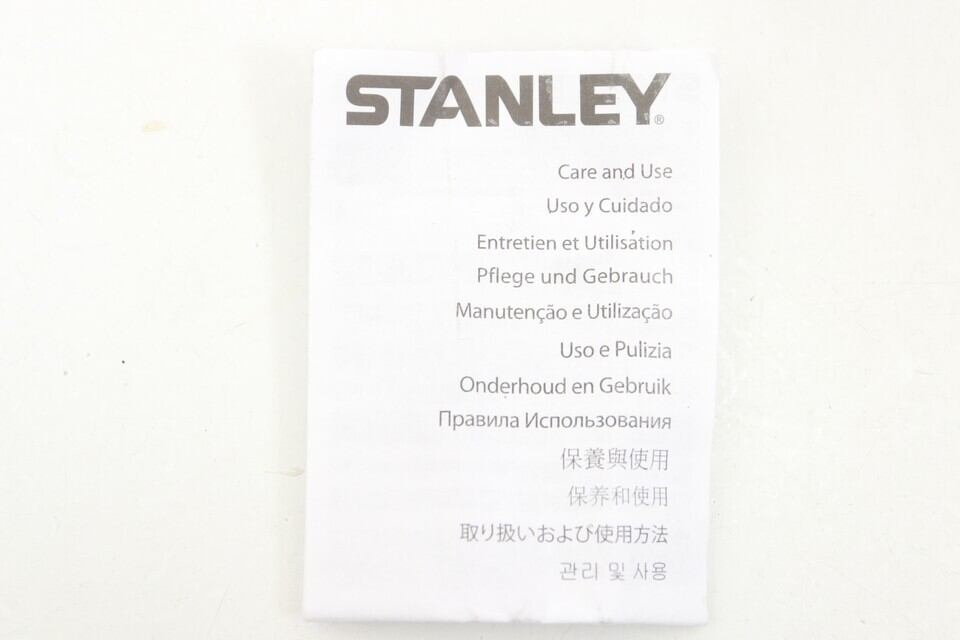 STANLEY®
Care and Use
Uso y Cuidado
Entretien et Utilisation
Pflege und Gebrauch
Manutenção e Utilização
Uso e Pulizia
Onderhoud en Gebruik
Правила Использования
保養與使用
保养和使用
取り扱いおよび使用方法
관리 및 사용